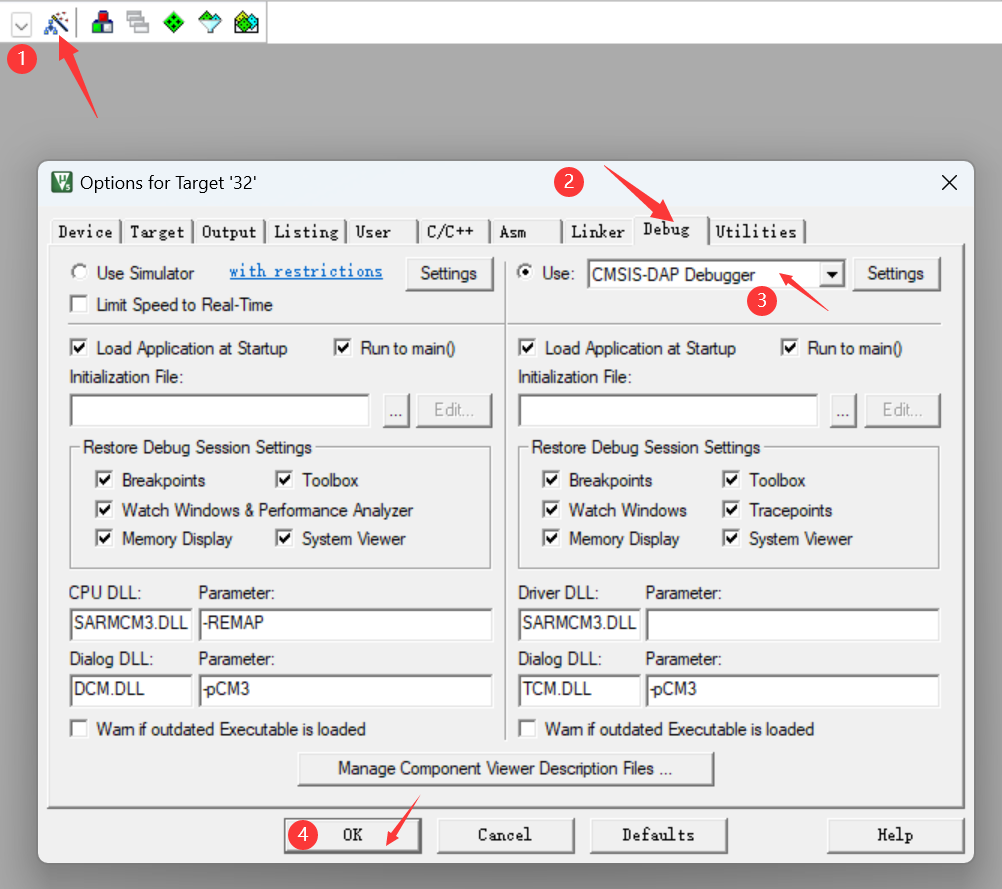 1
2
Options for Target '32'
Device Target Output Listing User C/C++ Asm Linker Debug Utilities
Use Simulator with restrictions Settings
Use: CMSIS-DAP Debugger Settings
3
Limit Speed to Real-Time
Load Application at Startup Run to main()
Load Application at Startup Run to main()
Initialization File:
Initialization File:
... Edit...
... Edit...
Restore Debug Session Settings
Breakpoints Toolbox
Watch Windows & Performance Analyzer
Memory Display System Viewer
Restore Debug Session Settings
Breakpoints Toolbox
Watch Windows Tracepoints
Memory Display System Viewer
CPU DLL: Parameter:
SARMCM3.DLL -REMAP
Dialog DLL: Parameter:
DCM.DLL -pCM3
Driver DLL: Parameter:
SARMCM3.DLL
Dialog DLL: Parameter:
TCM.DLL -pCM3
Warn if outdated Executable is loaded
Warn if outdated Executable is loaded
Manage Component Viewer Description Files ...
4 OK Cancel Defaults Help